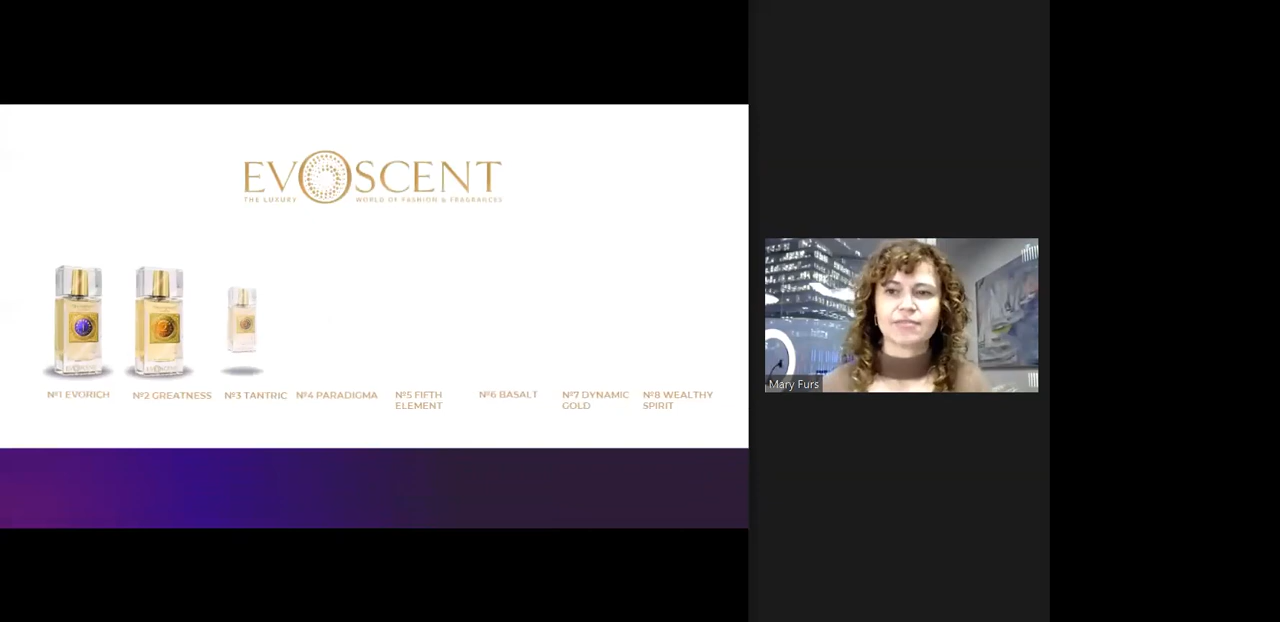 EVOSCENT
THE LUXURY WORLD OF FASHION & FRAGRANCES
№1 EVORICH
№2 GREATNESS
№3 TANTRIC
№4 PARADIGMA
№5 FIFTH
ELEMENT
№6 BASALT
№7 DYNAMIC
GOLD
№8 WEALTHY
SPIRIT
Mary Furs